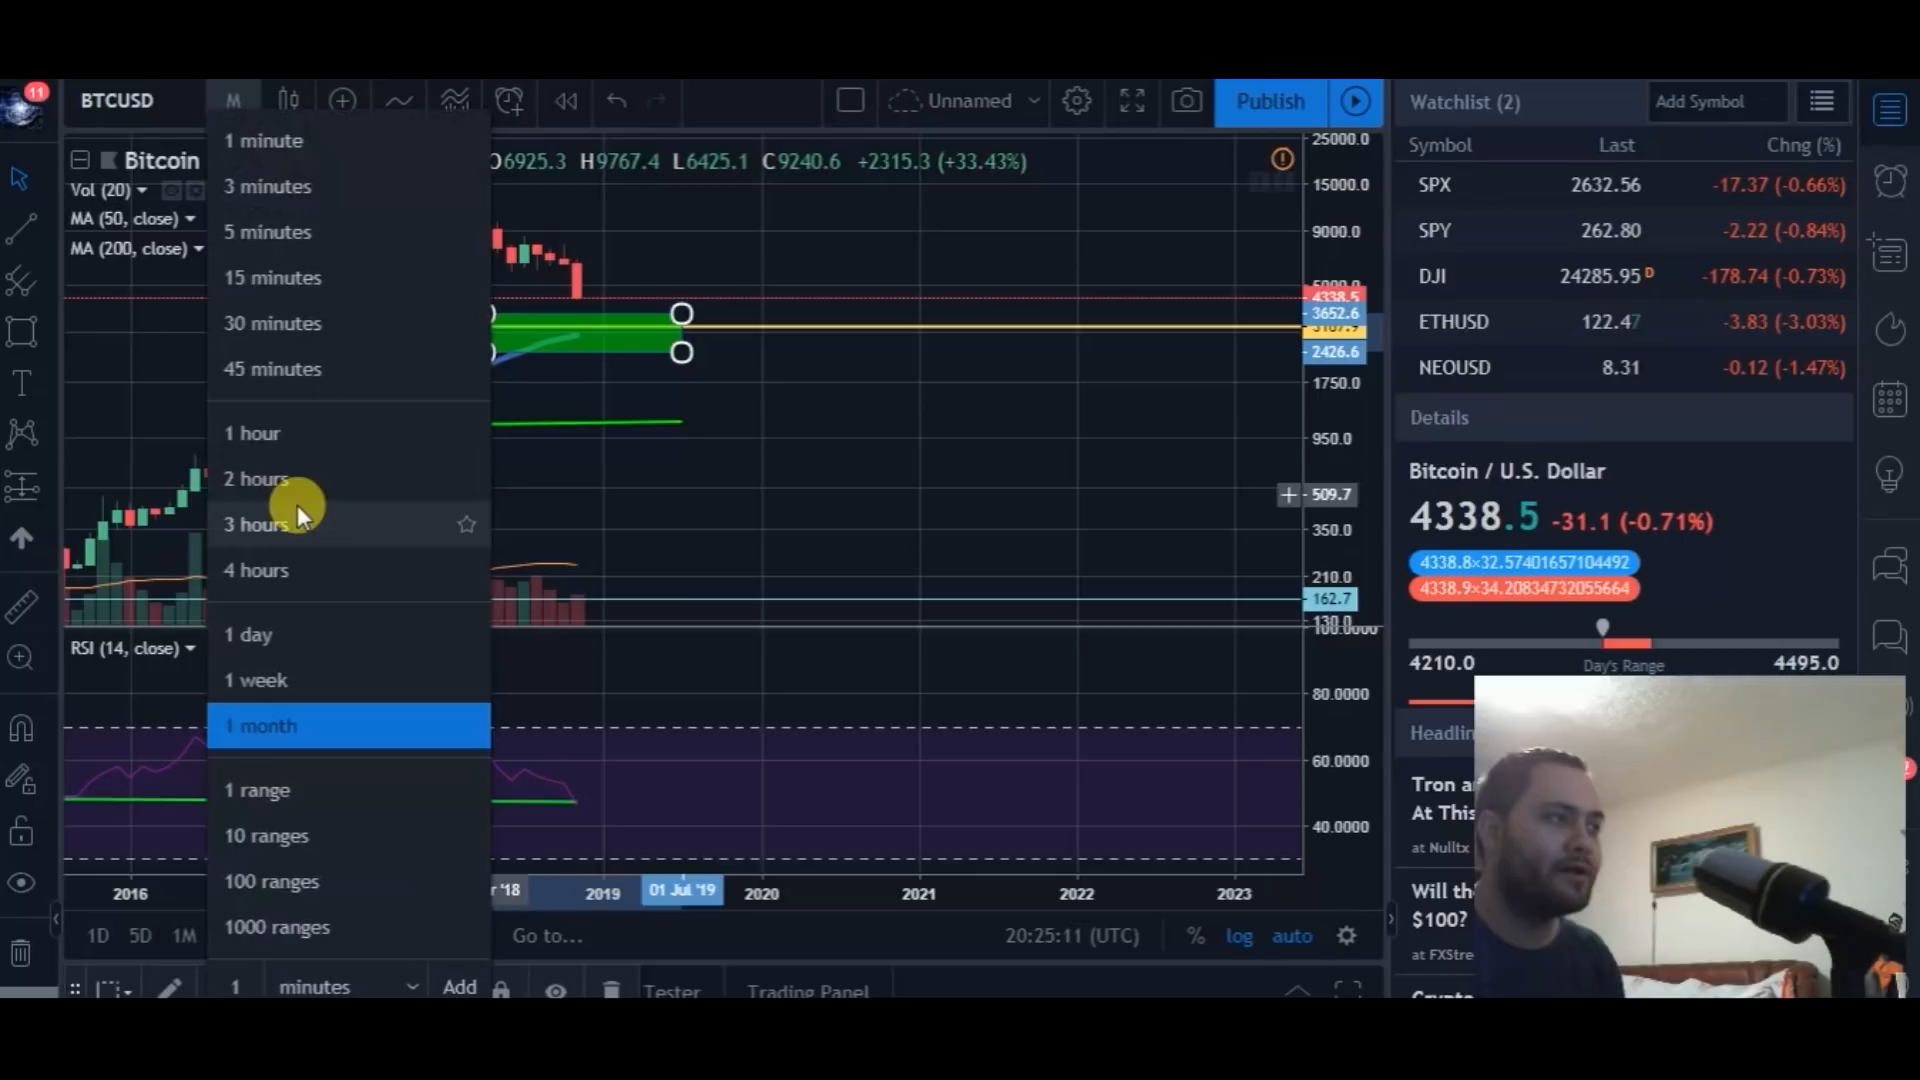 11
BTCUSD
M
Unnamed
Publish
Watchlist (2)
Add Symbol
Bitcoin
O6925.3 H9767.4 L6425.1 C9240.6 +2315.3 (+33.43%)
Vol (20)
MA (50, close)
MA (200, close)
1 minute
3 minutes
5 minutes
15 minutes
30 minutes
45 minutes
1 hour
2 hours
3 hours
4 hours
1 day
1 week
1 month
1 range
10 ranges
100 ranges
1000 ranges
1 minutes Add
RSI (14, close)
25000.0
15000.0
9000.0
4338.5
3652.6
2426.6
1750.0
950.0
509.7
350.0
210.0
162.7
130.0
100.0000
80.0000
60.0000
40.0000
2016
r '18
2019
01 Jul '19
2020
2021
2022
2023
1D 5D 1M
Go to...
20:25:11 (UTC)
% log auto
Tester
Trading Panel
Symbol Last Chng (%)
SPX 2632.56 -17.37 (-0.66%)
SPY 262.80 -2.22 (-0.84%)
DJI 24285.95 D -178.74 (-0.73%)
ETHUSD 122.47 -3.83 (-3.03%)
NEOUSD 8.31 -0.12 (-1.47%)
Details
Bitcoin / U.S. Dollar
4338.5 -31.1 (-0.71%)
4338.8×32.57401657104492
4338.9×34.20834732055664
4210.0 Day's Range 4495.0
Headlin
Tron a
At This
at Nulltx
Will th
$100?
at FXStre